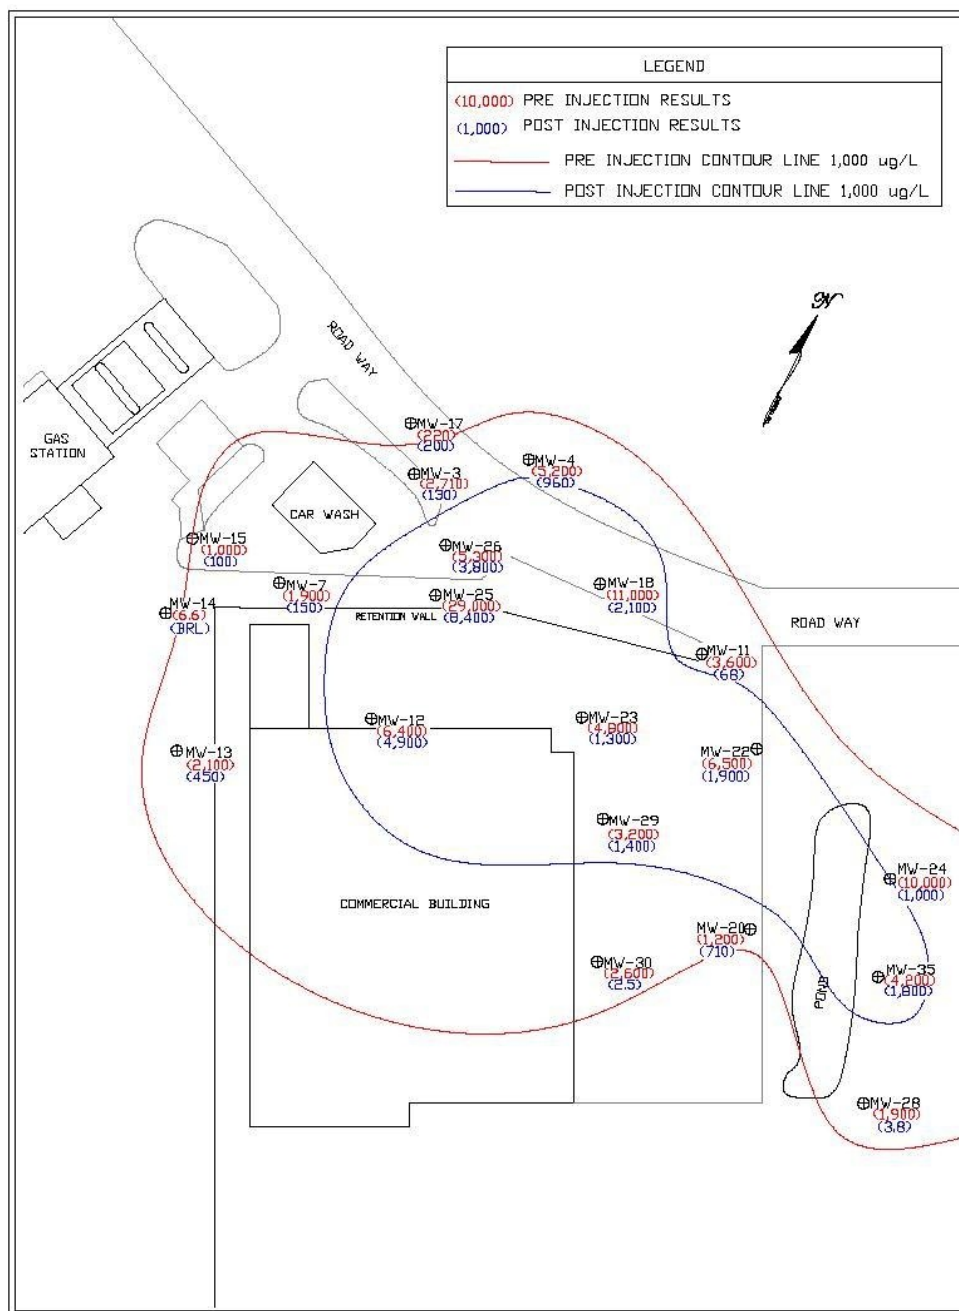 LEGEND
(10,000) PRE INJECTION RESULTS
(1,000) POST INJECTION RESULTS
PRE INJECTION CONTOUR LINE 1,000 ug/L
POST INJECTION CONTOUR LINE 1,000 ug/L
N
ROAD WAY
GAS
STATION
CAR WASH
MW-17
(220)
(200)
MW-3
(2,710)
(130)
MW-4
(5,200)
(960)
MW-15
(1,000)
(100)
MW-26
(5,300)
(3,800)
MW-7
(1,900)
(150)
MW-25
(29,000)
(8,400)
MW-18
(11,000)
(2,100)
MW-14
(6.6)
(BRL)
RETENTION WALL
ROAD WAY
MW-11
(3,600)
(68)
MW-12
(6,400)
(4,900)
MW-23
(4,800)
(1,300)
MW-13
(2,100)
(450)
MW-22
(6,500)
(1,900)
MW-29
(3,200)
(1,400)
MW-24
(10,000)
(1,000)
COMMERCIAL BUILDING
MW-20
(1,200)
(710)
MW-30
(2,600)
(2.5)
MW-35
(4,200)
(1,800)
POND
MW-28
(1,900)
(3.8)